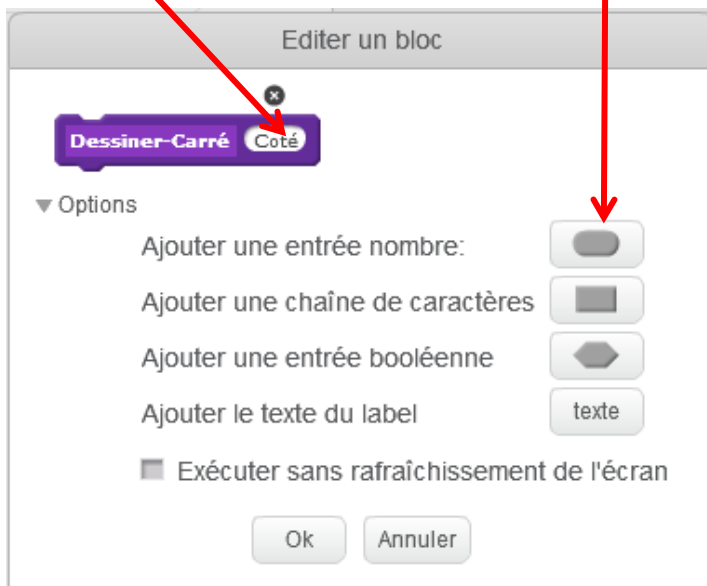 Editer un bloc
Dessiner-Carré Coté
Options
Ajouter une entrée nombre:
Ajouter une chaîne de caractères
Ajouter une entrée booléenne
Ajouter le texte du label texte
Exécuter sans rafraîchissement de l'écran
Ok Annuler